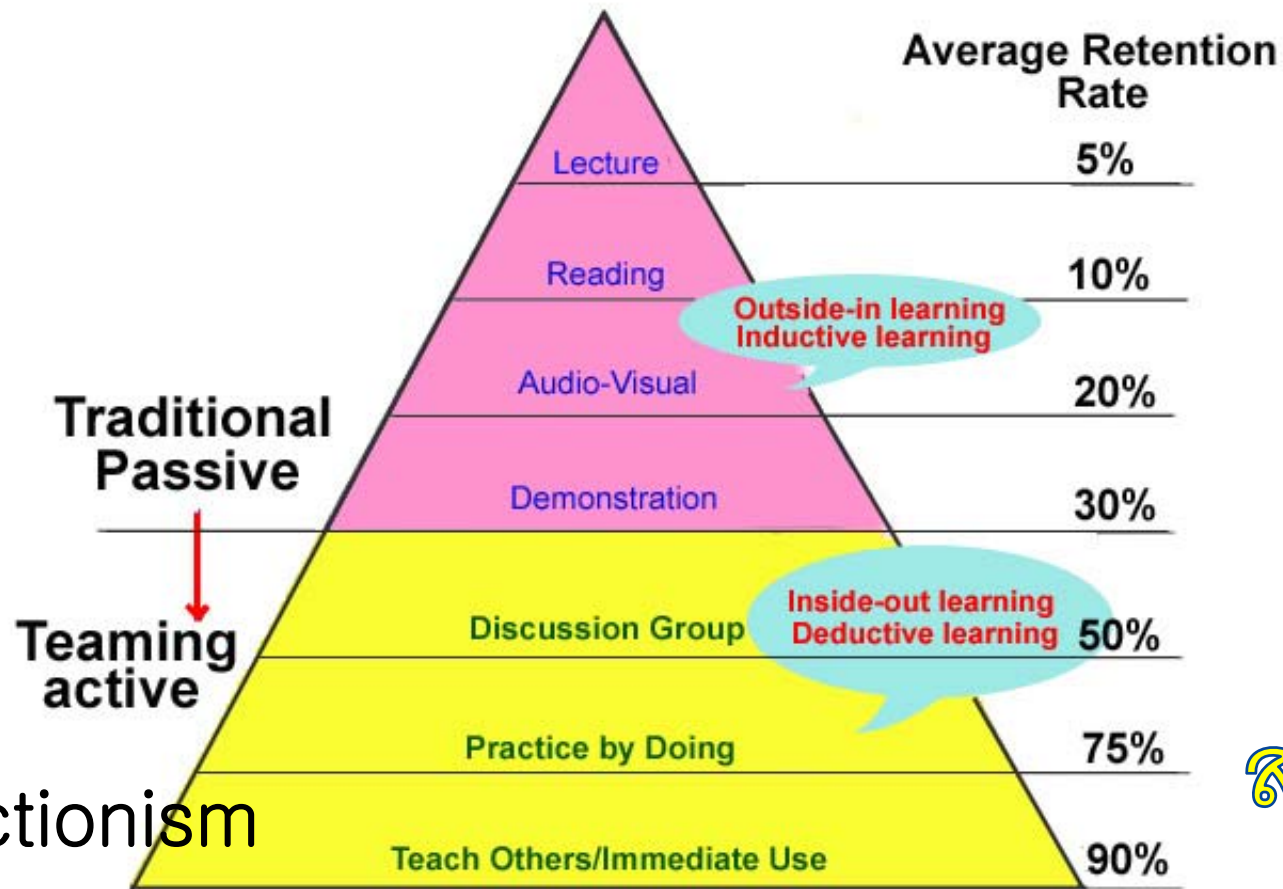 Average Retention
Rate
Lecture 5%
Reading 10%
Outside-in learning
Inductive learning
Audio-Visual 20%
Traditional
Passive
Demonstration 30%
Inside-out learning
Deductive learning
Discussion Group 50%
Teaming
active
Practice by Doing 75%
ctionism
Teach Others/Immediate Use 90%